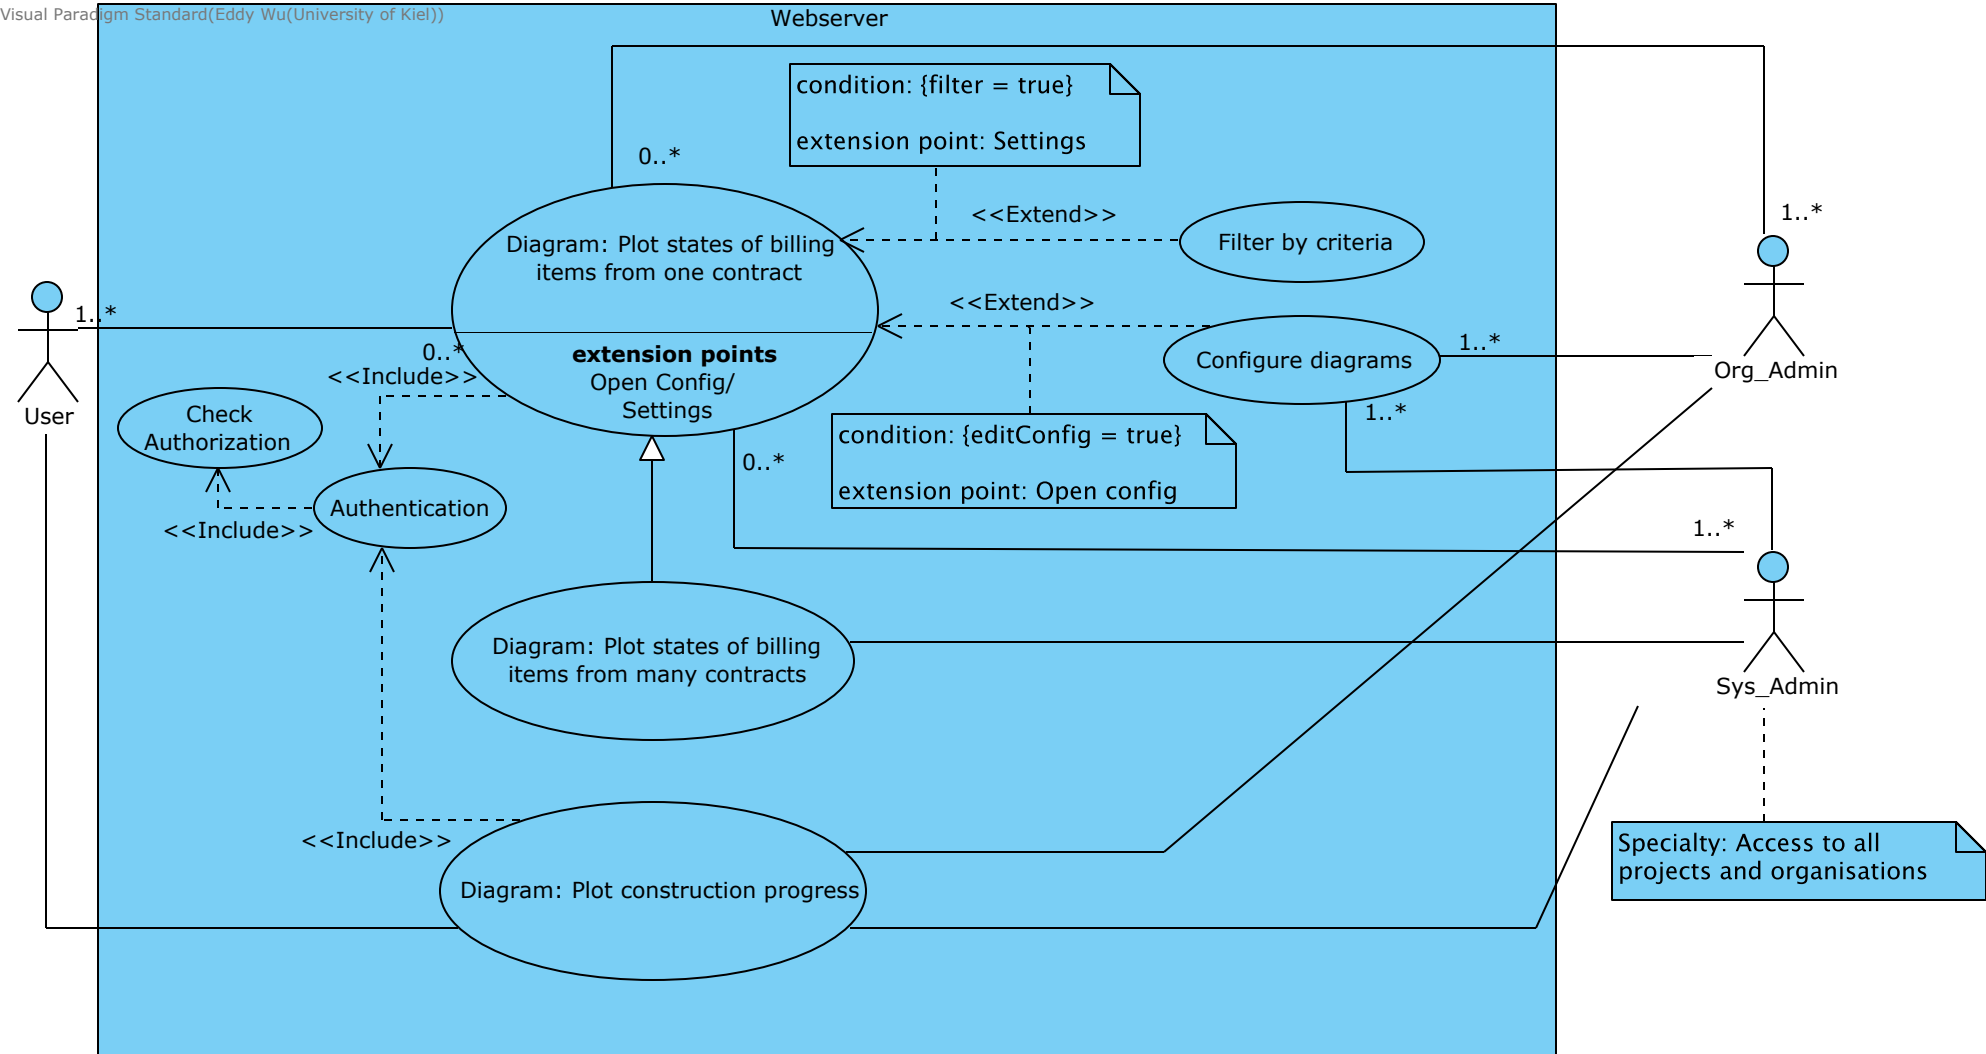 Visual Paradigm Standard(Eddy Wu(University of Kiel))
Webserver
condition: {filter = true}
extension point: Settings
0..*
1..*
<<Extend>>
Diagram: Plot states of billing
items from one contract
Filter by criteria
<<Extend>>
1..*
0..*
extension points
Open Config/
Settings
Configure diagrams
1..*
Org_Admin
<<Include>>
User
Check
Authorization
1..*
condition: {editConfig = true}
extension point: Open config
0..*
Authentication
<<Include>>
1..*
Diagram: Plot states of billing
items from many contracts
Sys_Admin
<<Include>>
Diagram: Plot construction progress
Specialty: Access to all
projects and organisations